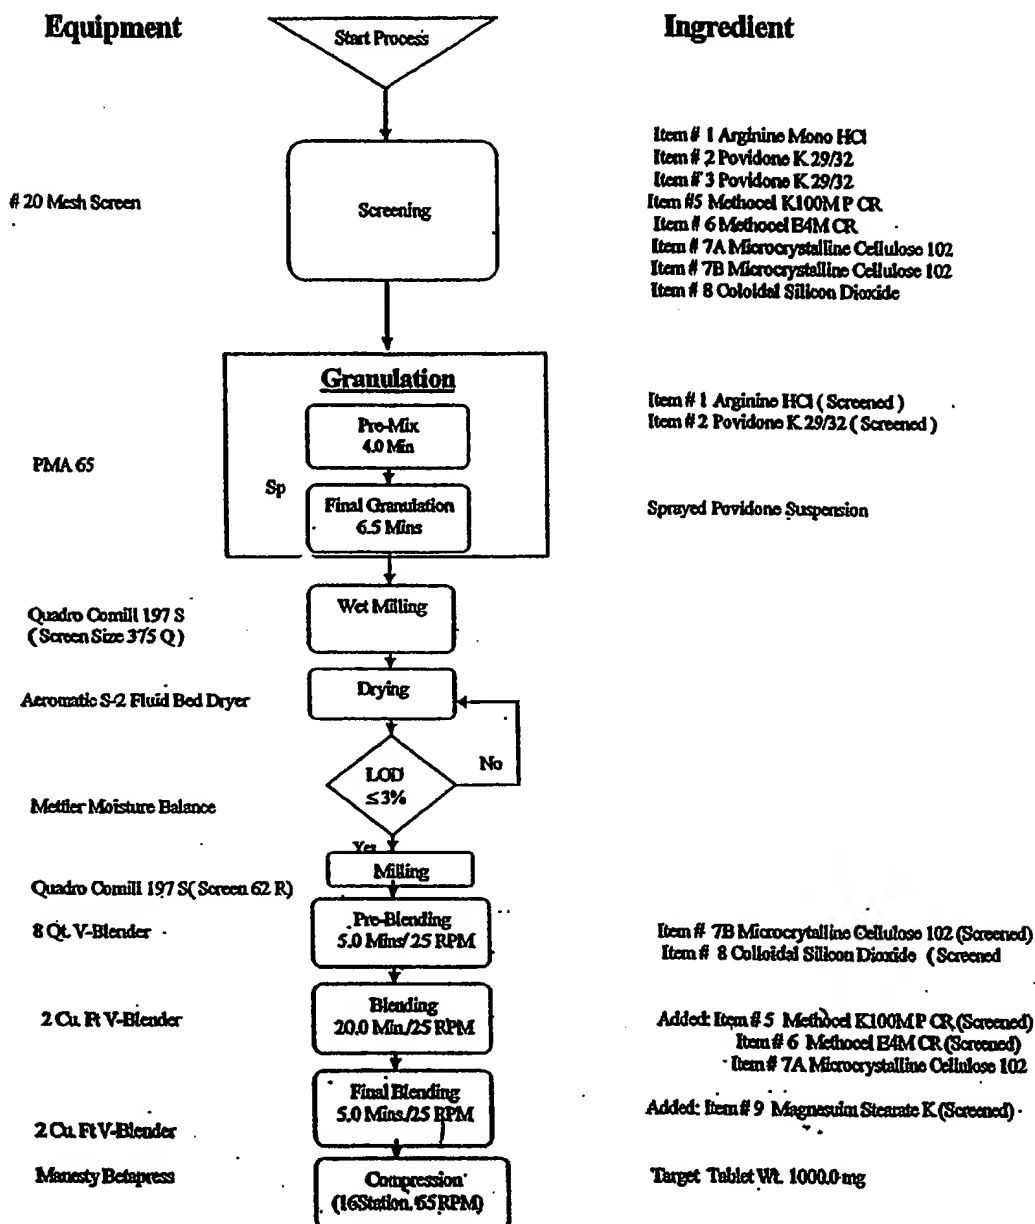 Equipment
Start Process
Ingredient
# 20 Mesh Screen
Screening
Item # 1 Arginine Mono HCl
Item # 2 Povidone K 29/32
Item # 3 Povidone K 29/32
Item #5 Methocel K100M P CR
Item # 6 Methocel E4M CR
Item # 7A Microcrystalline Cellulose 102
Item # 7B Microcrystalline Cellulose 102
Item # 8 Coloidal Silicon Dioxide
Granulation
PMA 65
Pre-Mix
4.0 Min
Item # 1 Arginine HCl ( Screened )
Item # 2 Povidone K 29/32 ( Screened )
Sp
Final Granulation
6.5 Mins
Sprayed Povidone Suspension
Quadro Comill 197 S
( Screen Size 375 Q )
Wet Milling
Aeromatic S-2 Fluid Bed Dryer
Drying
No
Mettler Moisture Balance
LOD
≤3%
Yes
Quadro Comill 197 S( Screen 62 R)
Milling
8 Qt. V-Blender
Pre-Blending
5.0 Mins/ 25 RPM
Item # 7B Microcrytalline Cellulose 102 (Screened)
Item # 8 Colloidal Silicon Dioxide ( Screened
2 Cu. Ft V-Blender
Blending
20.0 Min./25 RPM
Added: Item # 5 Methocel K100M P CR (Screened)
Item # 6 Methocel E4M CR (Screened)
Item # 7A Microcrystalline Cellulose 102
2 Cu. Ft V-Blender
Final Blending
5.0 Mins./25 RPM
Added: Item # 9 Magnesuim Stearate K (Screened)
Manesty Betapress
Compression
(16Station. 65 RPM)
Target Tablet Wt. 1000.0 mg